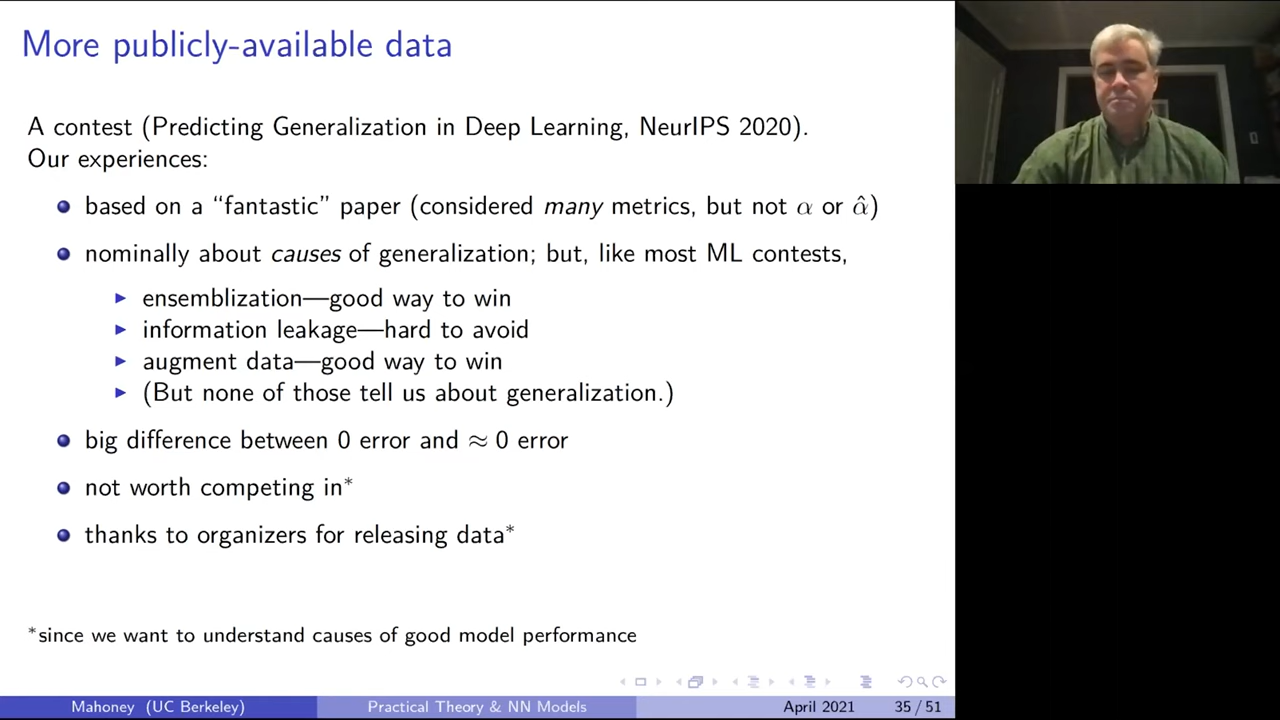 More publicly-available data
A contest (Predicting Generalization in Deep Learning, NeurIPS 2020).
Our experiences:
based on a “fantastic” paper (considered many metrics, but not α or α̂)
nominally about causes of generalization; but, like most ML contests,
ensemblization—good way to win
information leakage—hard to avoid
augment data—good way to win
(But none of those tell us about generalization.)
big difference between 0 error and ≈ 0 error
not worth competing in*
thanks to organizers for releasing data*
*since we want to understand causes of good model performance
Mahoney (UC Berkeley) Practical Theory & NN Models April 2021 35 / 51